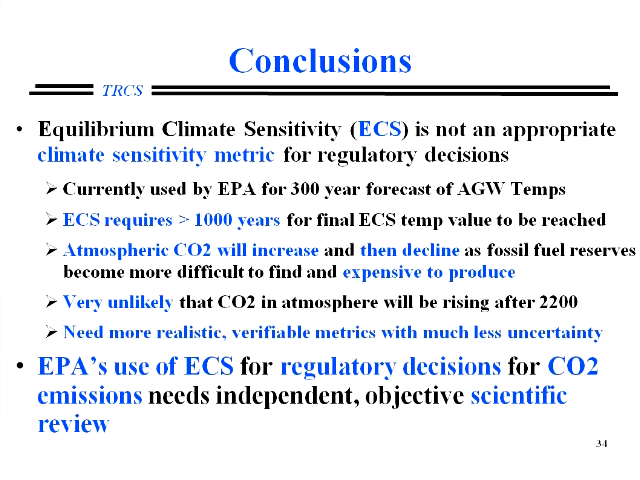 Conclusions
TRCS
• Equilibrium Climate Sensitivity (ECS) is not an appropriate
climate sensitivity metric for regulatory decisions
➢ Currently used by EPA for 300 year forecast of AGW Temps
➢ ECS requires > 1000 years for final ECS temp value to be reached
➢ Atmospheric CO2 will increase and then decline as fossil fuel reserves
become more difficult to find and expensive to produce
➢ Very unlikely that CO2 in atmosphere will be rising after 2200
➢ Need more realistic, verifiable metrics with much less uncertainty
• EPA's use of ECS for regulatory decisions for CO2
emissions needs independent, objective scientific
review
34